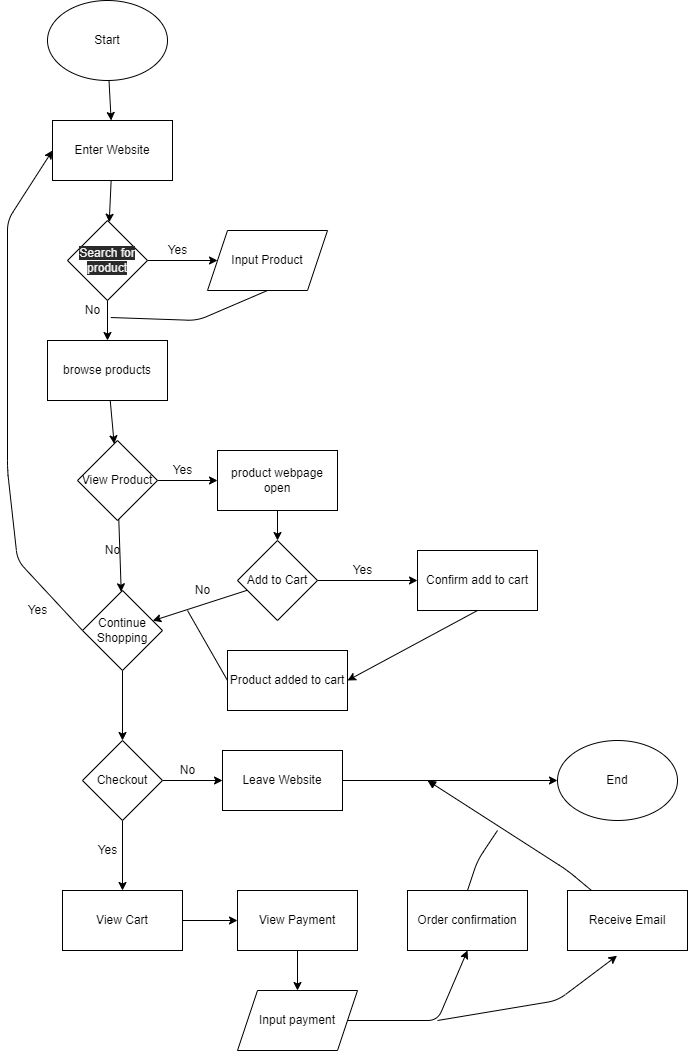 Start
Enter Website
Search for
product
Yes
Input Product
No
browse products
View Product
Yes
product webpage
open
No
Add to Cart
Yes
Confirm add to cart
No
Continue
Shopping
Yes
Product added to cart
Checkout
No
Leave Website
End
Yes
View Cart
View Payment
Order confirmation
Receive Email
Input payment